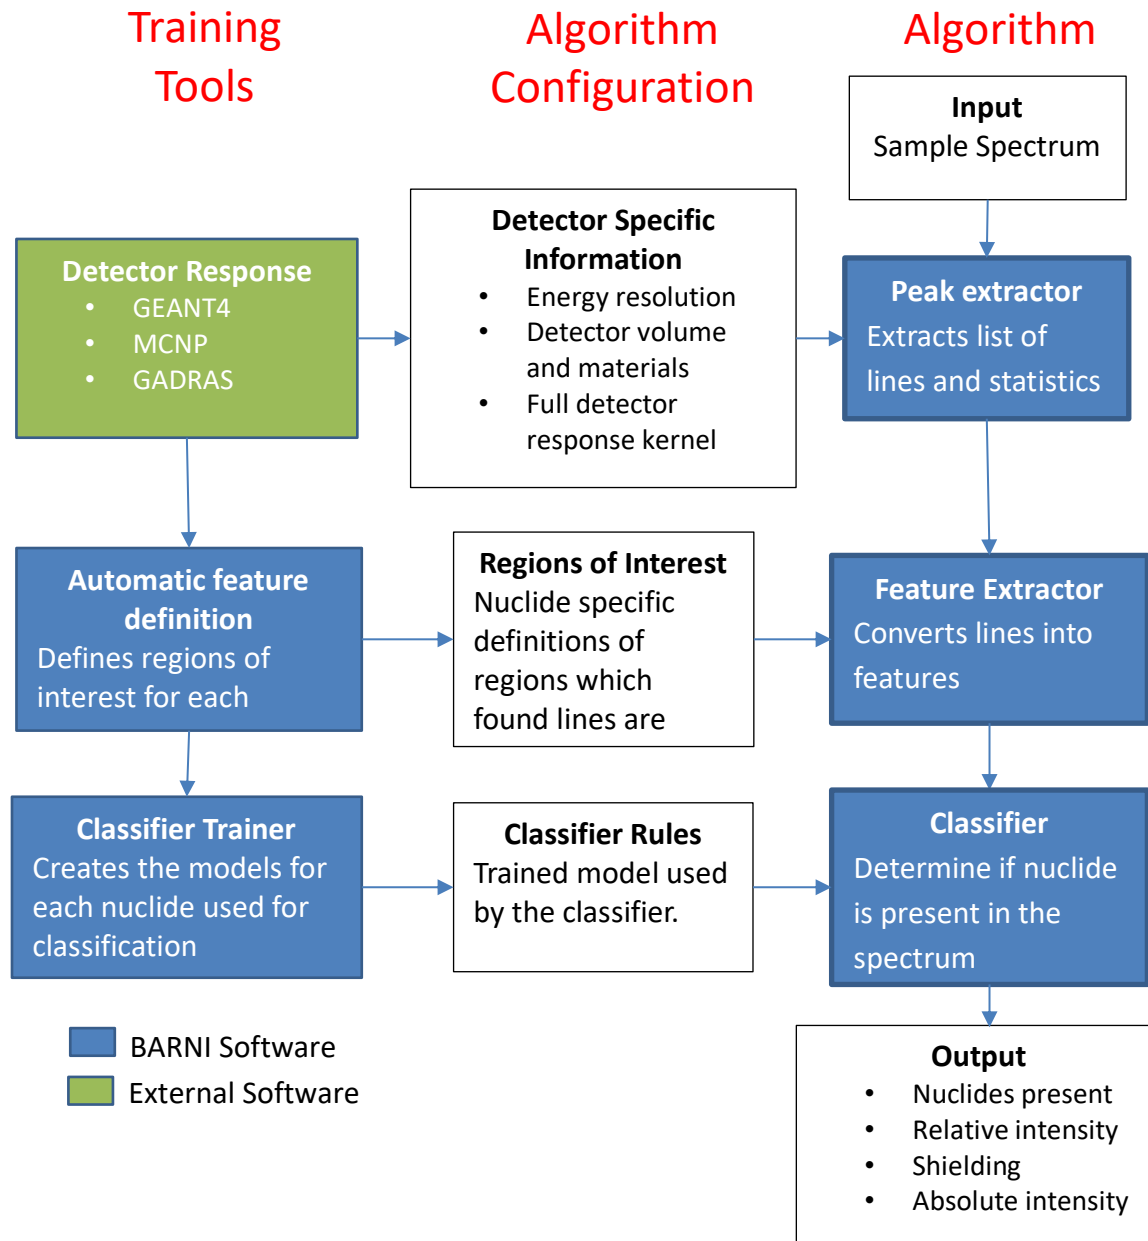 Training
Tools
Algorithm
Configuration
Algorithm
Input
Sample Spectrum
Detector Response
• GEANT4
• MCNP
• GADRAS
Detector Specific
Information
• Energy resolution
• Detector volume
and materials
• Full detector
response kernel
Peak extractor
Extracts list of
lines and statistics
Automatic feature
definition
Defines regions of
interest for each
Regions of Interest
Nuclide specific
definitions of
regions which
found lines are
Feature Extractor
Converts lines into
features
Classifier Trainer
Creates the models for
each nuclide used for
classification
Classifier Rules
Trained model used
by the classifier.
Classifier
Determine if nuclide
is present in the
spectrum
BARNI Software
External Software
Output
• Nuclides present
• Relative intensity
• Shielding
• Absolute intensity